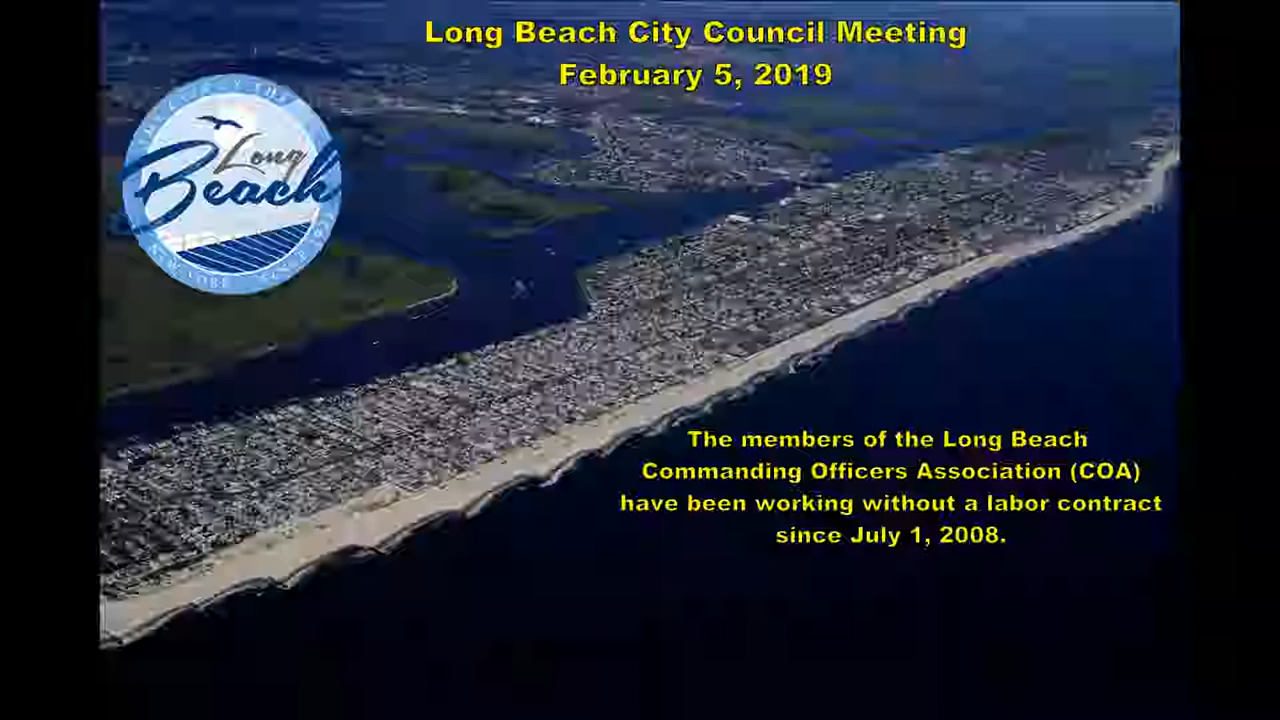 Long Beach City Council Meeting
February 5, 2019
Long
Beach
The members of the Long Beach
Commanding Officers Association (COA)
have been working without a labor contract
since July 1, 2008.